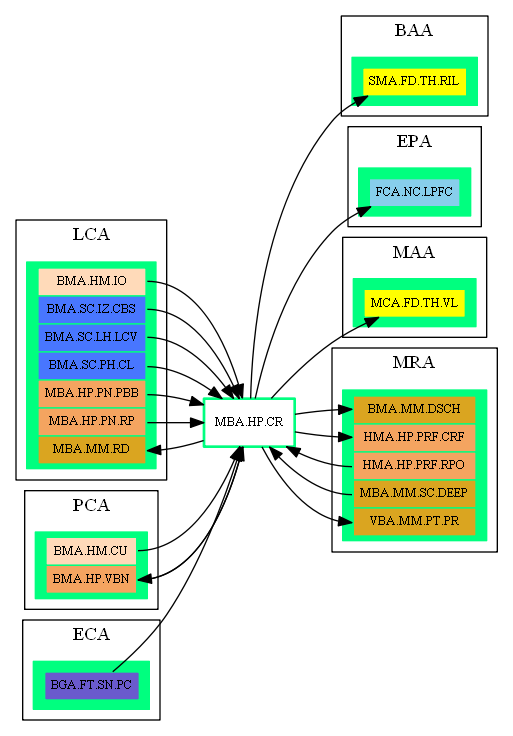 BAA
SMA.FD.TH.RIL
EPA
FCA.NC.LPFC
LCA
BMA.HM.IO
BMA.SC.IZ.CBS
BMA.SC.LH.LCV
BMA.SC.PH.CL
MBA.HP.PN.PBB
MBA.HP.PN.RP
MBA.MM.RD
MAA
MCA.FD.TH.VL
MBA.HP.CR
MRA
BMA.MM.DSCH
HMA.HP.PRF.CRF
HMA.HP.PRF.RPO
MBA.MM.SC.DEEP
VBA.MM.PT.PR
PCA
BMA.HM.CU
BMA.HP.VBN
ECA
BGA.FT.SN.PC